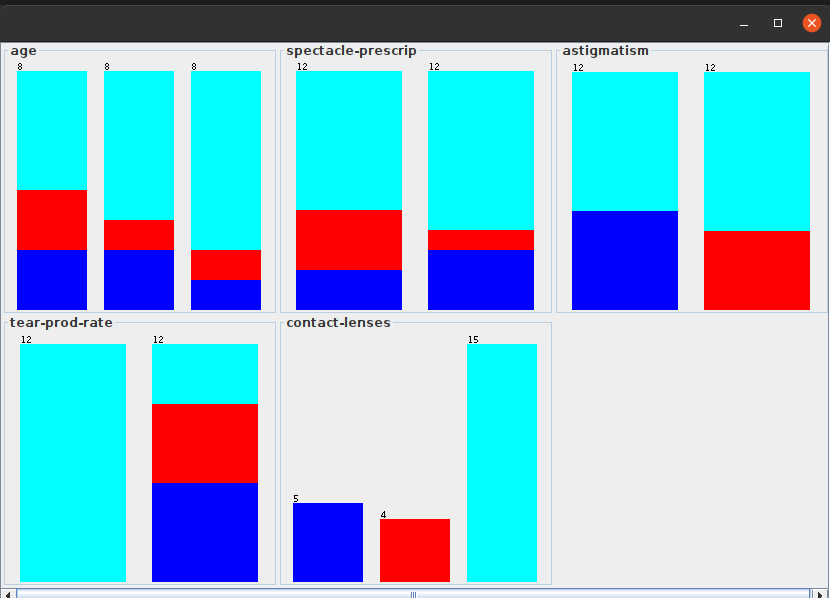 age
8
8
8
spectacle-prescrip
12
12
astigmatism
12
12
tear-prod-rate
12
12
contact-lenses
5
4
15